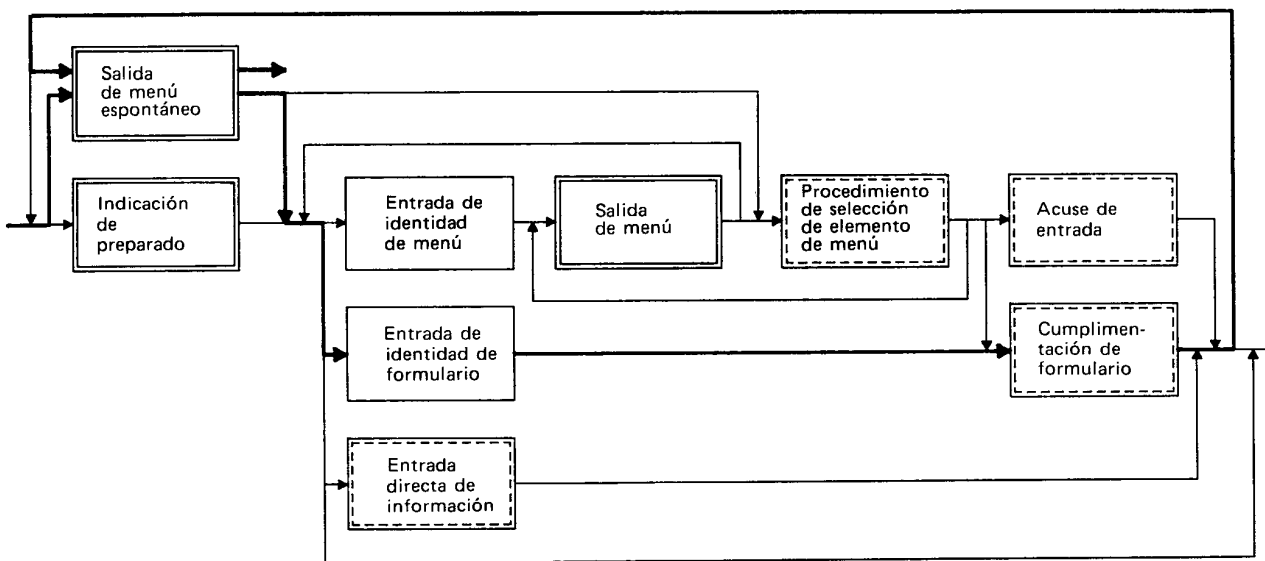 Salida
de menú
espontáneo
Indicación
de
preparado
Entrada de
identidad
de menú
Salida
de menú
Procedimiento
de selección
de elemento
de menú
Acuse de
entrada
Entrada de
identidad de
formulario
Cumplimen-
tación de
formulario
Entrada
directa de
información